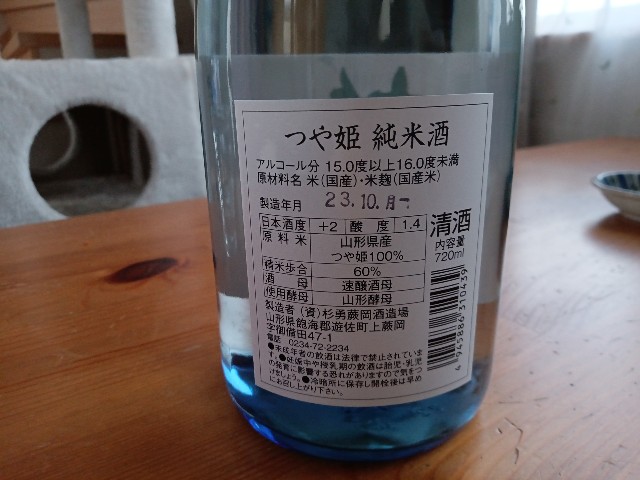 つや姫 純米酒
アルコール分 15.0度以上16.0度未満
原材料名 米(国産)・米麹(国産米)
製造年月 23.10.月
日本酒度 +2 酸度 1.4
原料米 山形県産
つや姫100%
精米歩合 60%
酒母 速醸酒母
使用酵母 山形酵母
清酒
内容量
720ml
製造者 (資)杉勇蕨岡酒造場
山形県飽海郡遊佐町上蕨岡
字御備田47-1
電話 0234-72-2234
●未成年者の飲酒は法律で禁止されています。●妊娠中や授乳期の飲酒は胎児・乳児
の発育に影響する恐れがありますので気をつ
けましょう。●冷暗所に保存し開栓後は早め
にお召し上がり下さい。
4 945886 310439